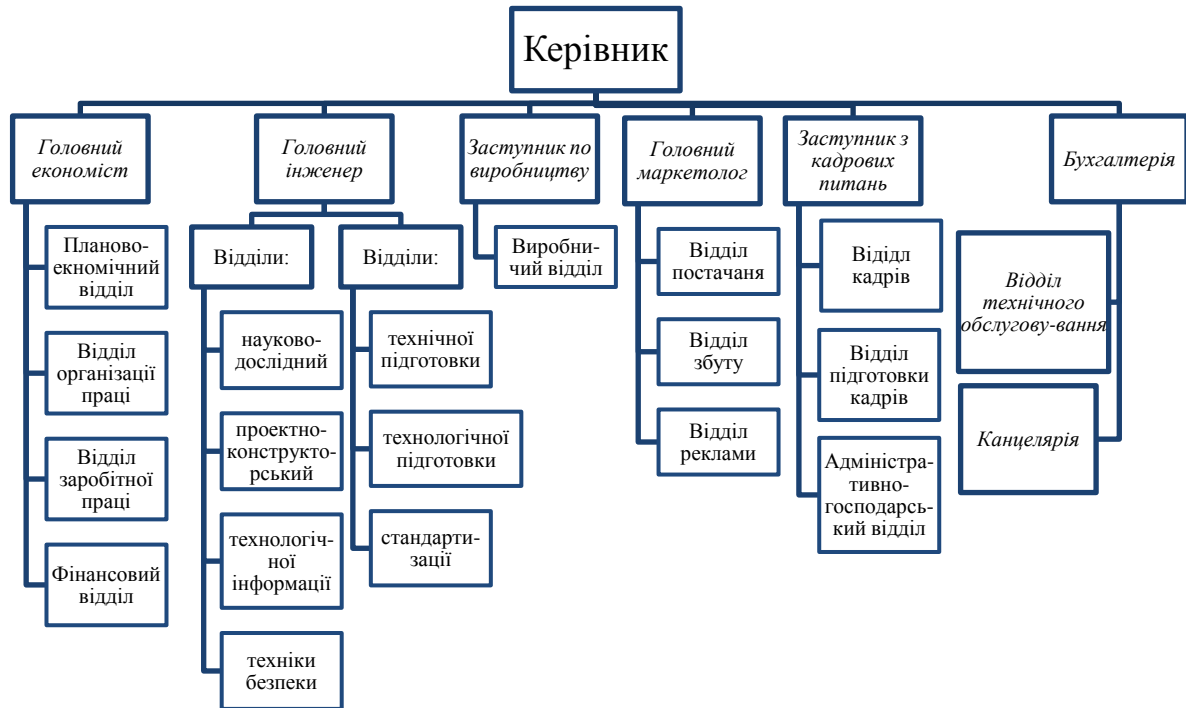 Керівник
Головний
економіст
Головний
інженер
Заступник по
виробництву
Головний
маркетолог
Заступник з
кадрових
питань
Бухгалтерія
Планово-
екномічний
відділ
Відділ
організації
праці
Відділ
заробітної
праці
Фінансовий
відділ
Відділи:
науково-
дослідний
проектно-
конструкто-
рський
технологіч-
ної
інформації
техніки
безпеки
Відділи:
технічної
підготовки
технологічної
підготовки
стандарти-
зації
Виробни-
чий відділ
Відділ
постачаня
Відділ
збуту
Відділ
реклами
Відідл
кадрів
Відділ
підготовки
кадрів
Адміністра-
тивно-
господарсь-
кий відділ
Відділ
технічного
обслугову-вання
Канцелярія